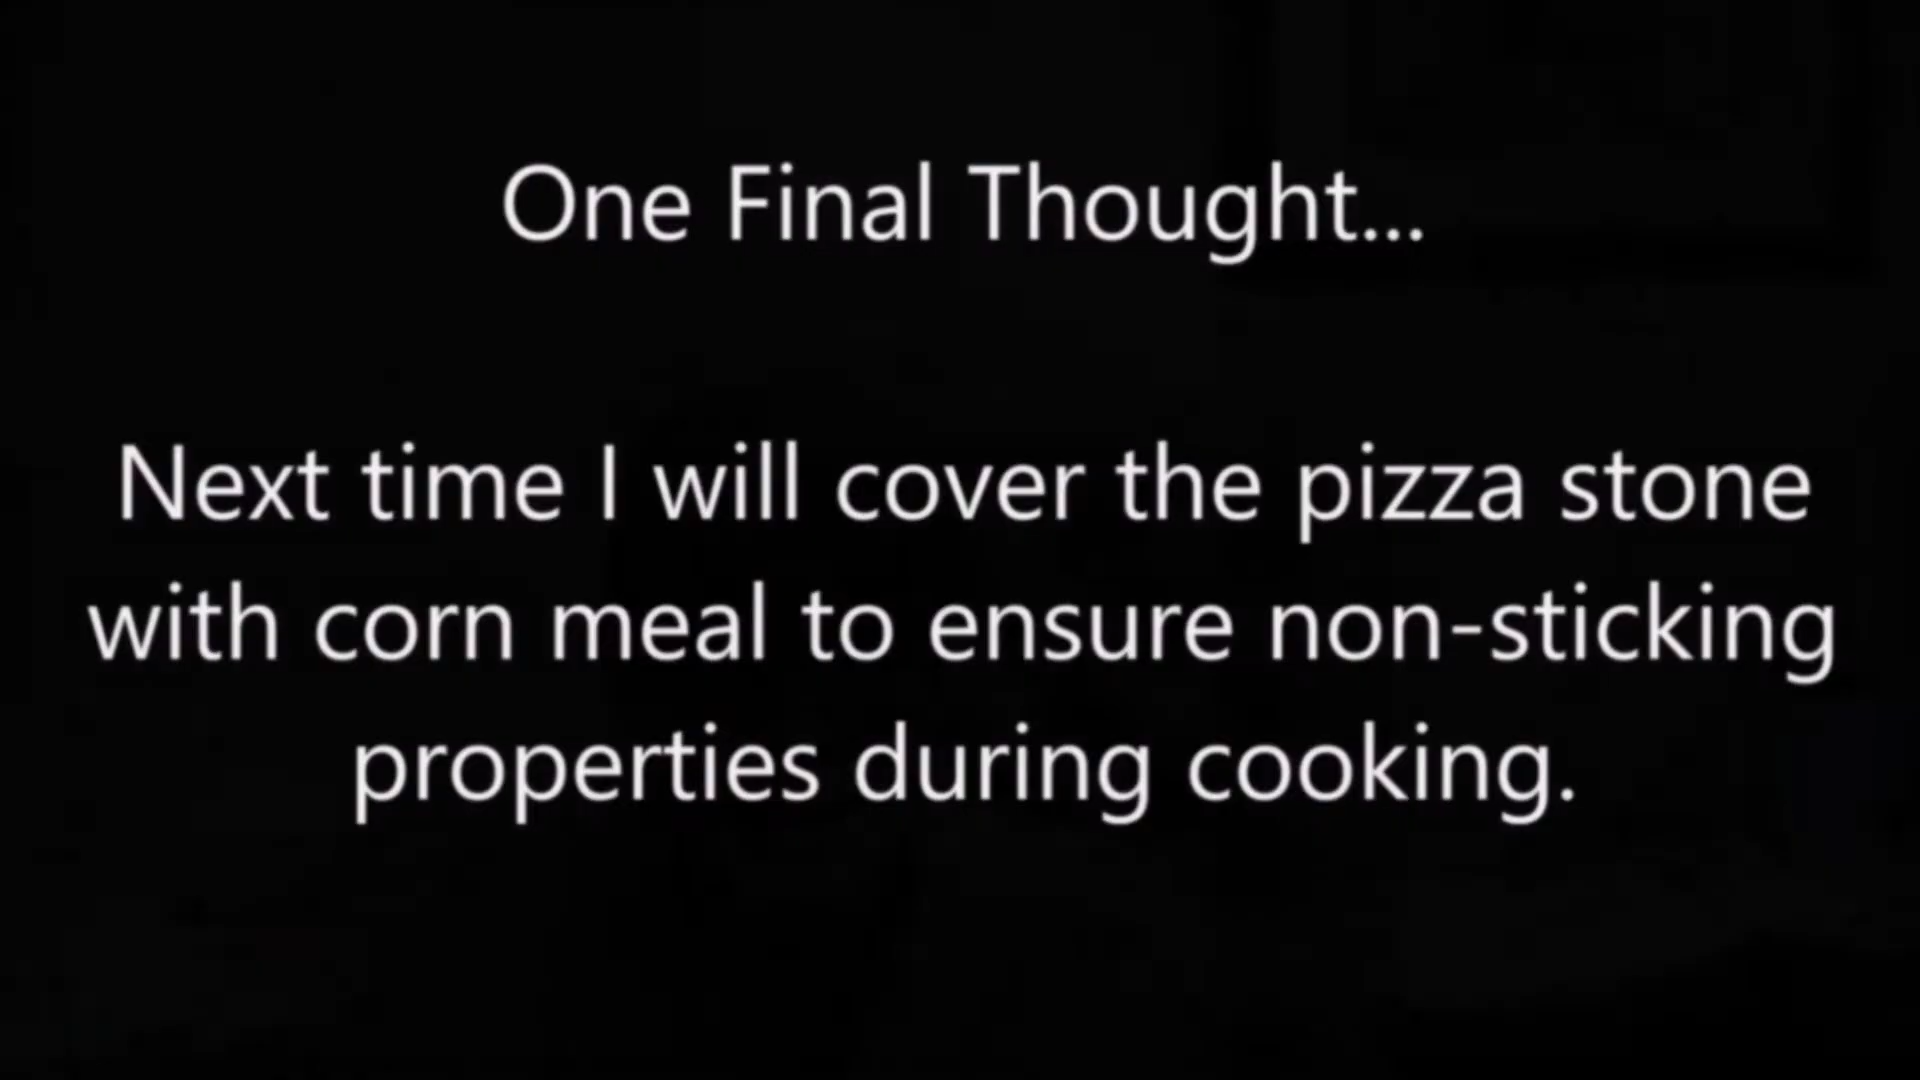 One Final Thought...
Next time I will cover the pizza stone
with corn meal to ensure non-sticking
properties during cooking.